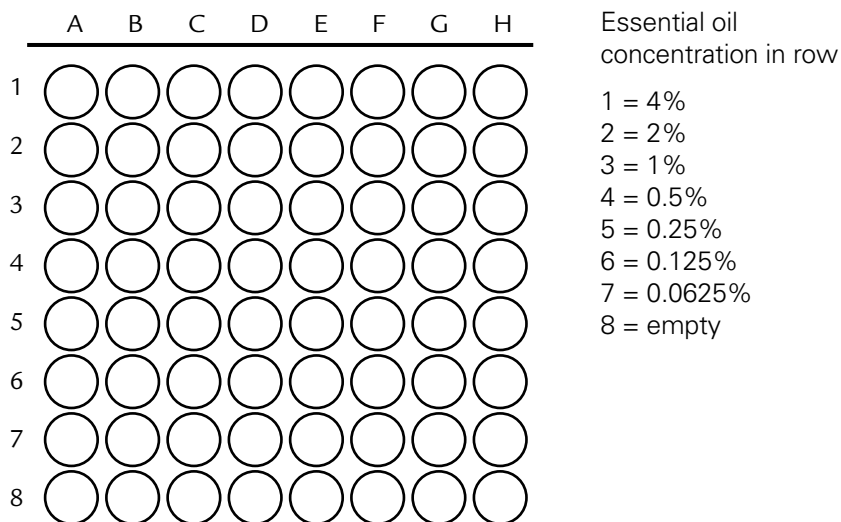 A B C D E F G H
1
2
3
4
5
6
7
8
Essential oil
concentration in row
1 = 4%
2 = 2%
3 = 1%
4 = 0.5%
5 = 0.25%
6 = 0.125%
7 = 0.0625%
8 = empty